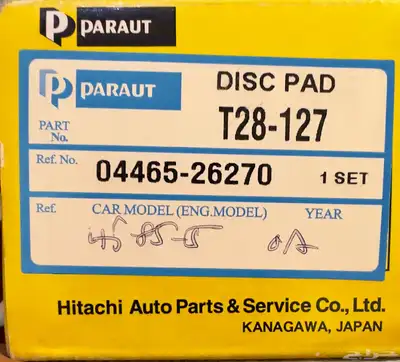 PARAUT
PARAUT
DISC PAD
PART No.
T28-127
Ref. No.
04465-26270
1 SET
Ref.
CAR MODEL (ENG.MODEL)
YEAR
Hitachi Auto Parts & Service Co., Ltd.
KANAGAWA, JAPAN